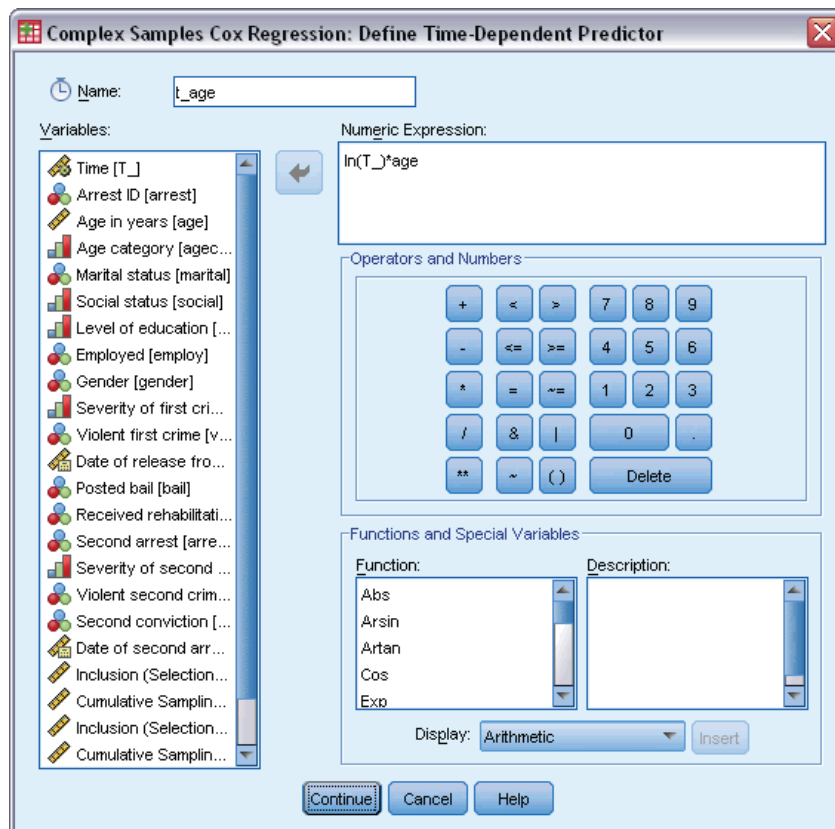 Complex Samples Cox Regression: Define Time-Dependent Predictor
Name:
t_age
Variables:
Time [T_]
Arrest ID [arrest]
Age in years [age]
Age category [agec...
Marital status [marital]
Social status [social]
Level of education [...
Employed [employ]
Gender [gender]
Severity of first cri...
Violent first crime [v...
Date of release fro...
Posted bail [bail]
Received rehabilitati...
Second arrest [arre...
Severity of second ...
Violent second crim...
Second conviction [...
Date of second arr...
Inclusion (Selection...
Cumulative Samplin...
Inclusion (Selection...
Cumulative Samplin...
Numeric Expression:
ln(T_)*age
Operators and Numbers
+ < > 7 8 9
- <= >= 4 5 6
* = ~= 1 2 3
/ & | 0 .
** ~ ( ) Delete
Functions and Special Variables
Function:
Abs
Arsin
Artan
Cos
Exp
Description:
Display: Arithmetic Insert
Continue Cancel Help